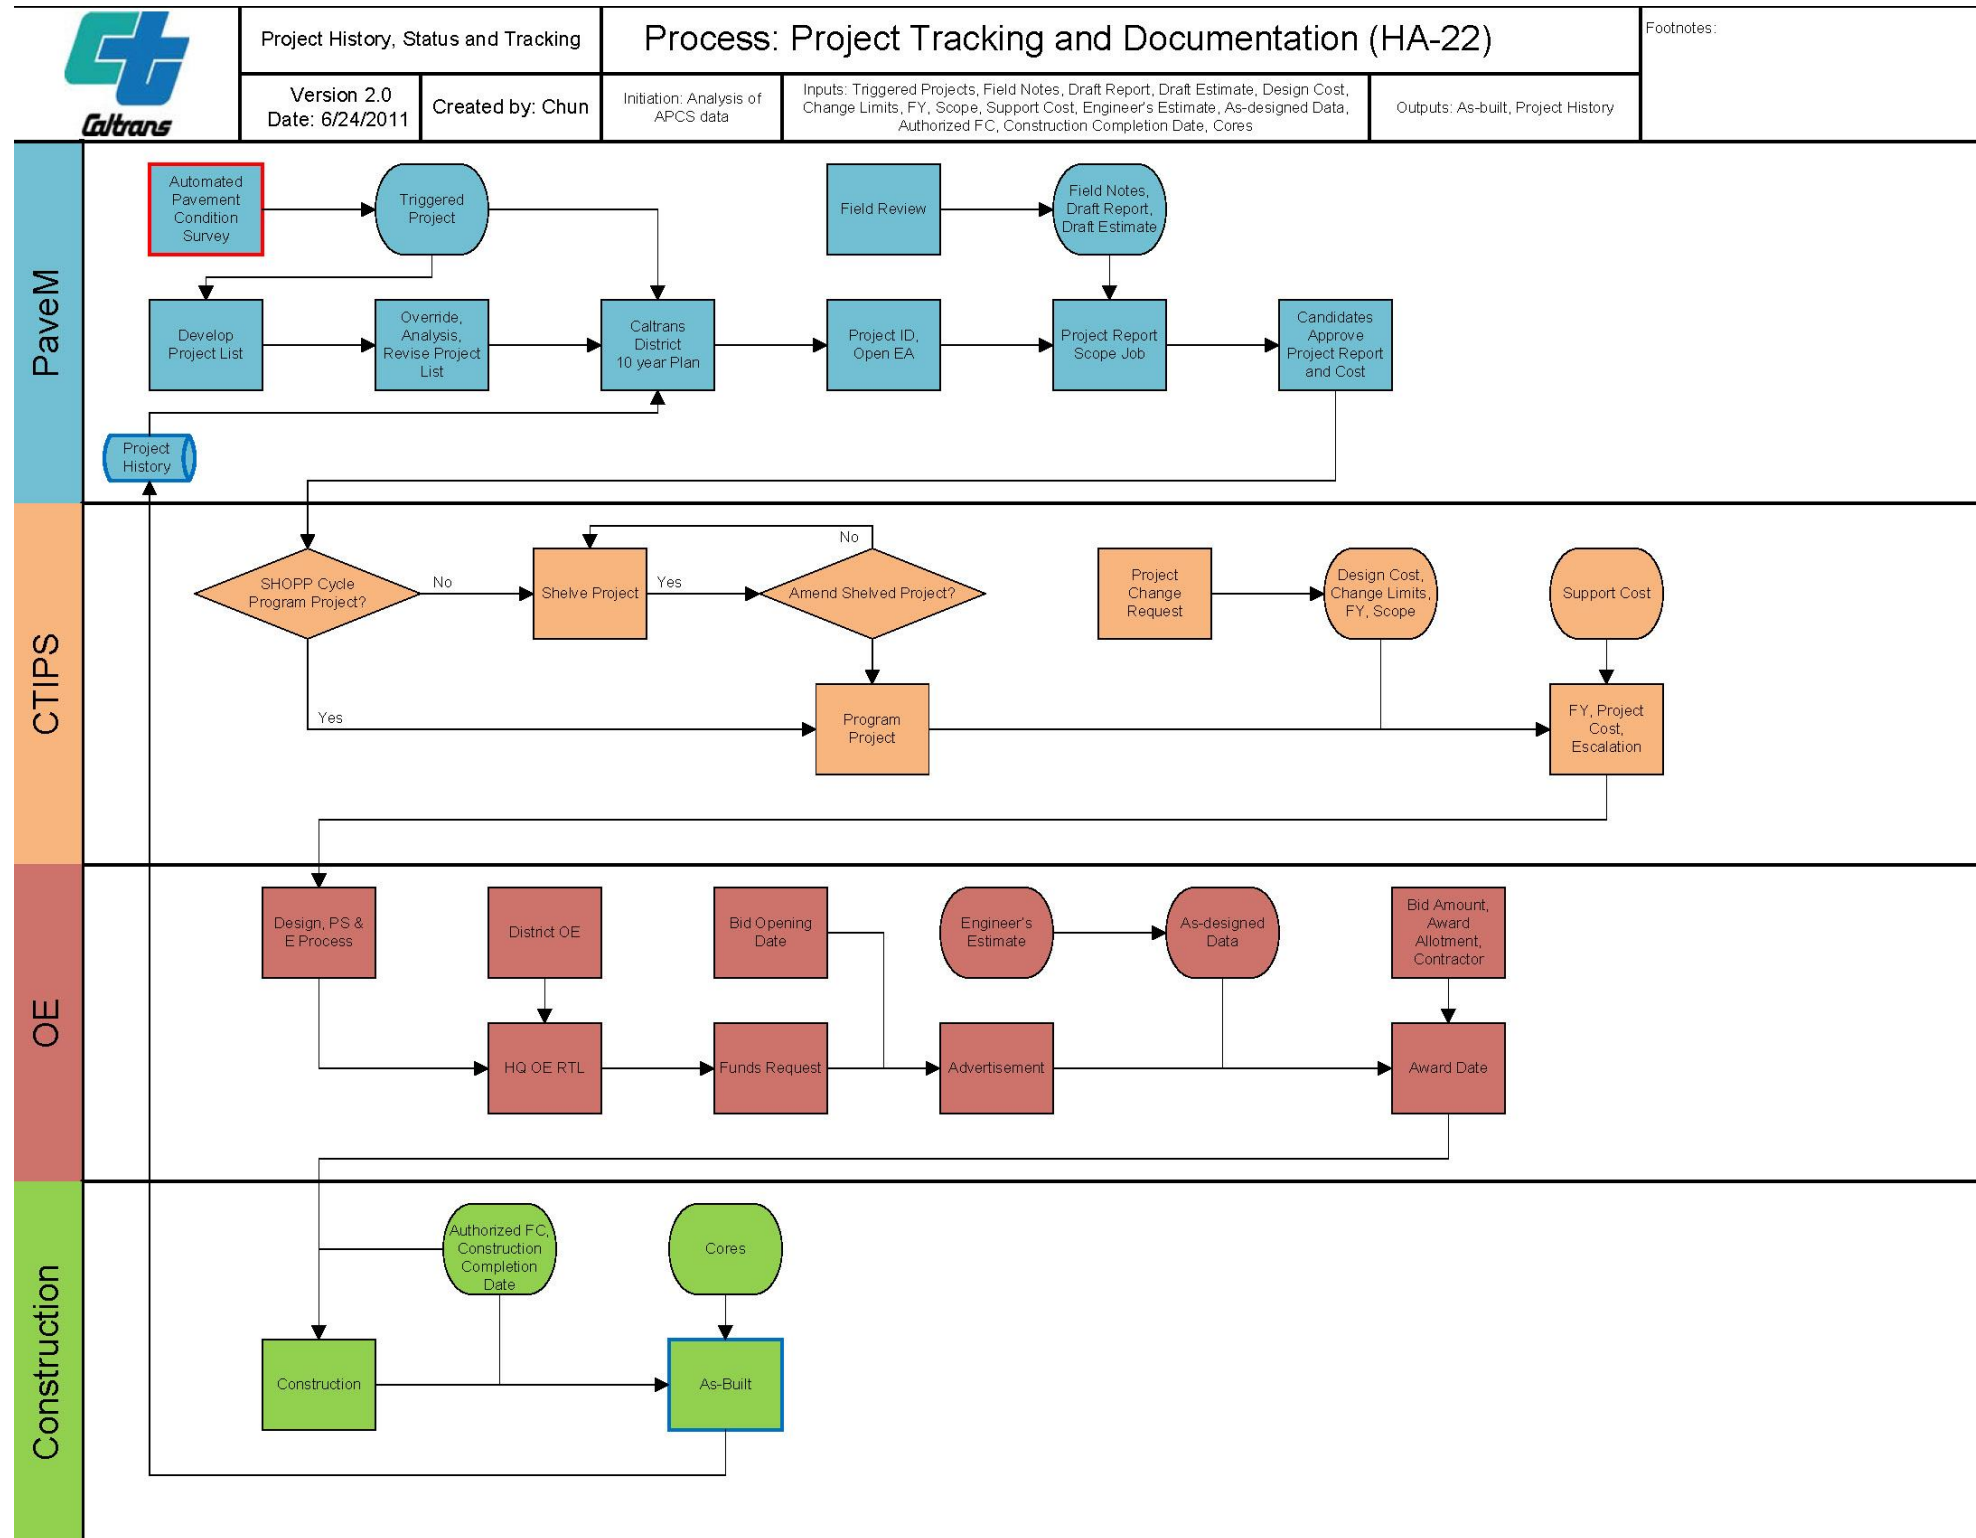 Caltrans
Project History, Status and Tracking
Process: Project Tracking and Documentation (HA-22)
Footnotes:
Version 2.0
Date: 6/24/2011
Created by: Chun
Initiation: Analysis of
APCS data
Inputs: Triggered Projects, Field Notes, Draft Report, Draft Estimate, Design Cost,
Change Limits, FY, Scope, Support Cost, Engineer's Estimate, As-designed Data,
Authorized FC, Construction Completion Date, Cores
Outputs: As-built, Project History
PaveM
Automated
Pavement
Condition
Survey
Triggered
Project
Field Review
Field Notes,
Draft Report,
Draft Estimate
Develop
Project List
Override,
Analysis,
Revise Project
List
Caltrans
District
10 year Plan
Project ID,
Open EA
Project Report
Scope Job
Candidates
Approve
Project Report
and Cost
Project
History
CTIPS
SHOPP Cycle
Program Project?
No
Shelve Project
Yes
No
Amend Shelved Project?
Project
Change
Request
Design Cost,
Change Limits,
FY, Scope
Support Cost
Yes
Program
Project
FY, Project
Cost,
Escalation
OE
Design, PS &
E Process
District OE
Bid Opening
Date
Engineer's
Estimate
As-designed
Data
Bid Amount,
Award
Allotment,
Contractor
HQ OE RTL
Funds Request
Advertisement
Award Date
Construction
Authorized FC,
Construction
Completion
Date
Cores
Construction
As-Built